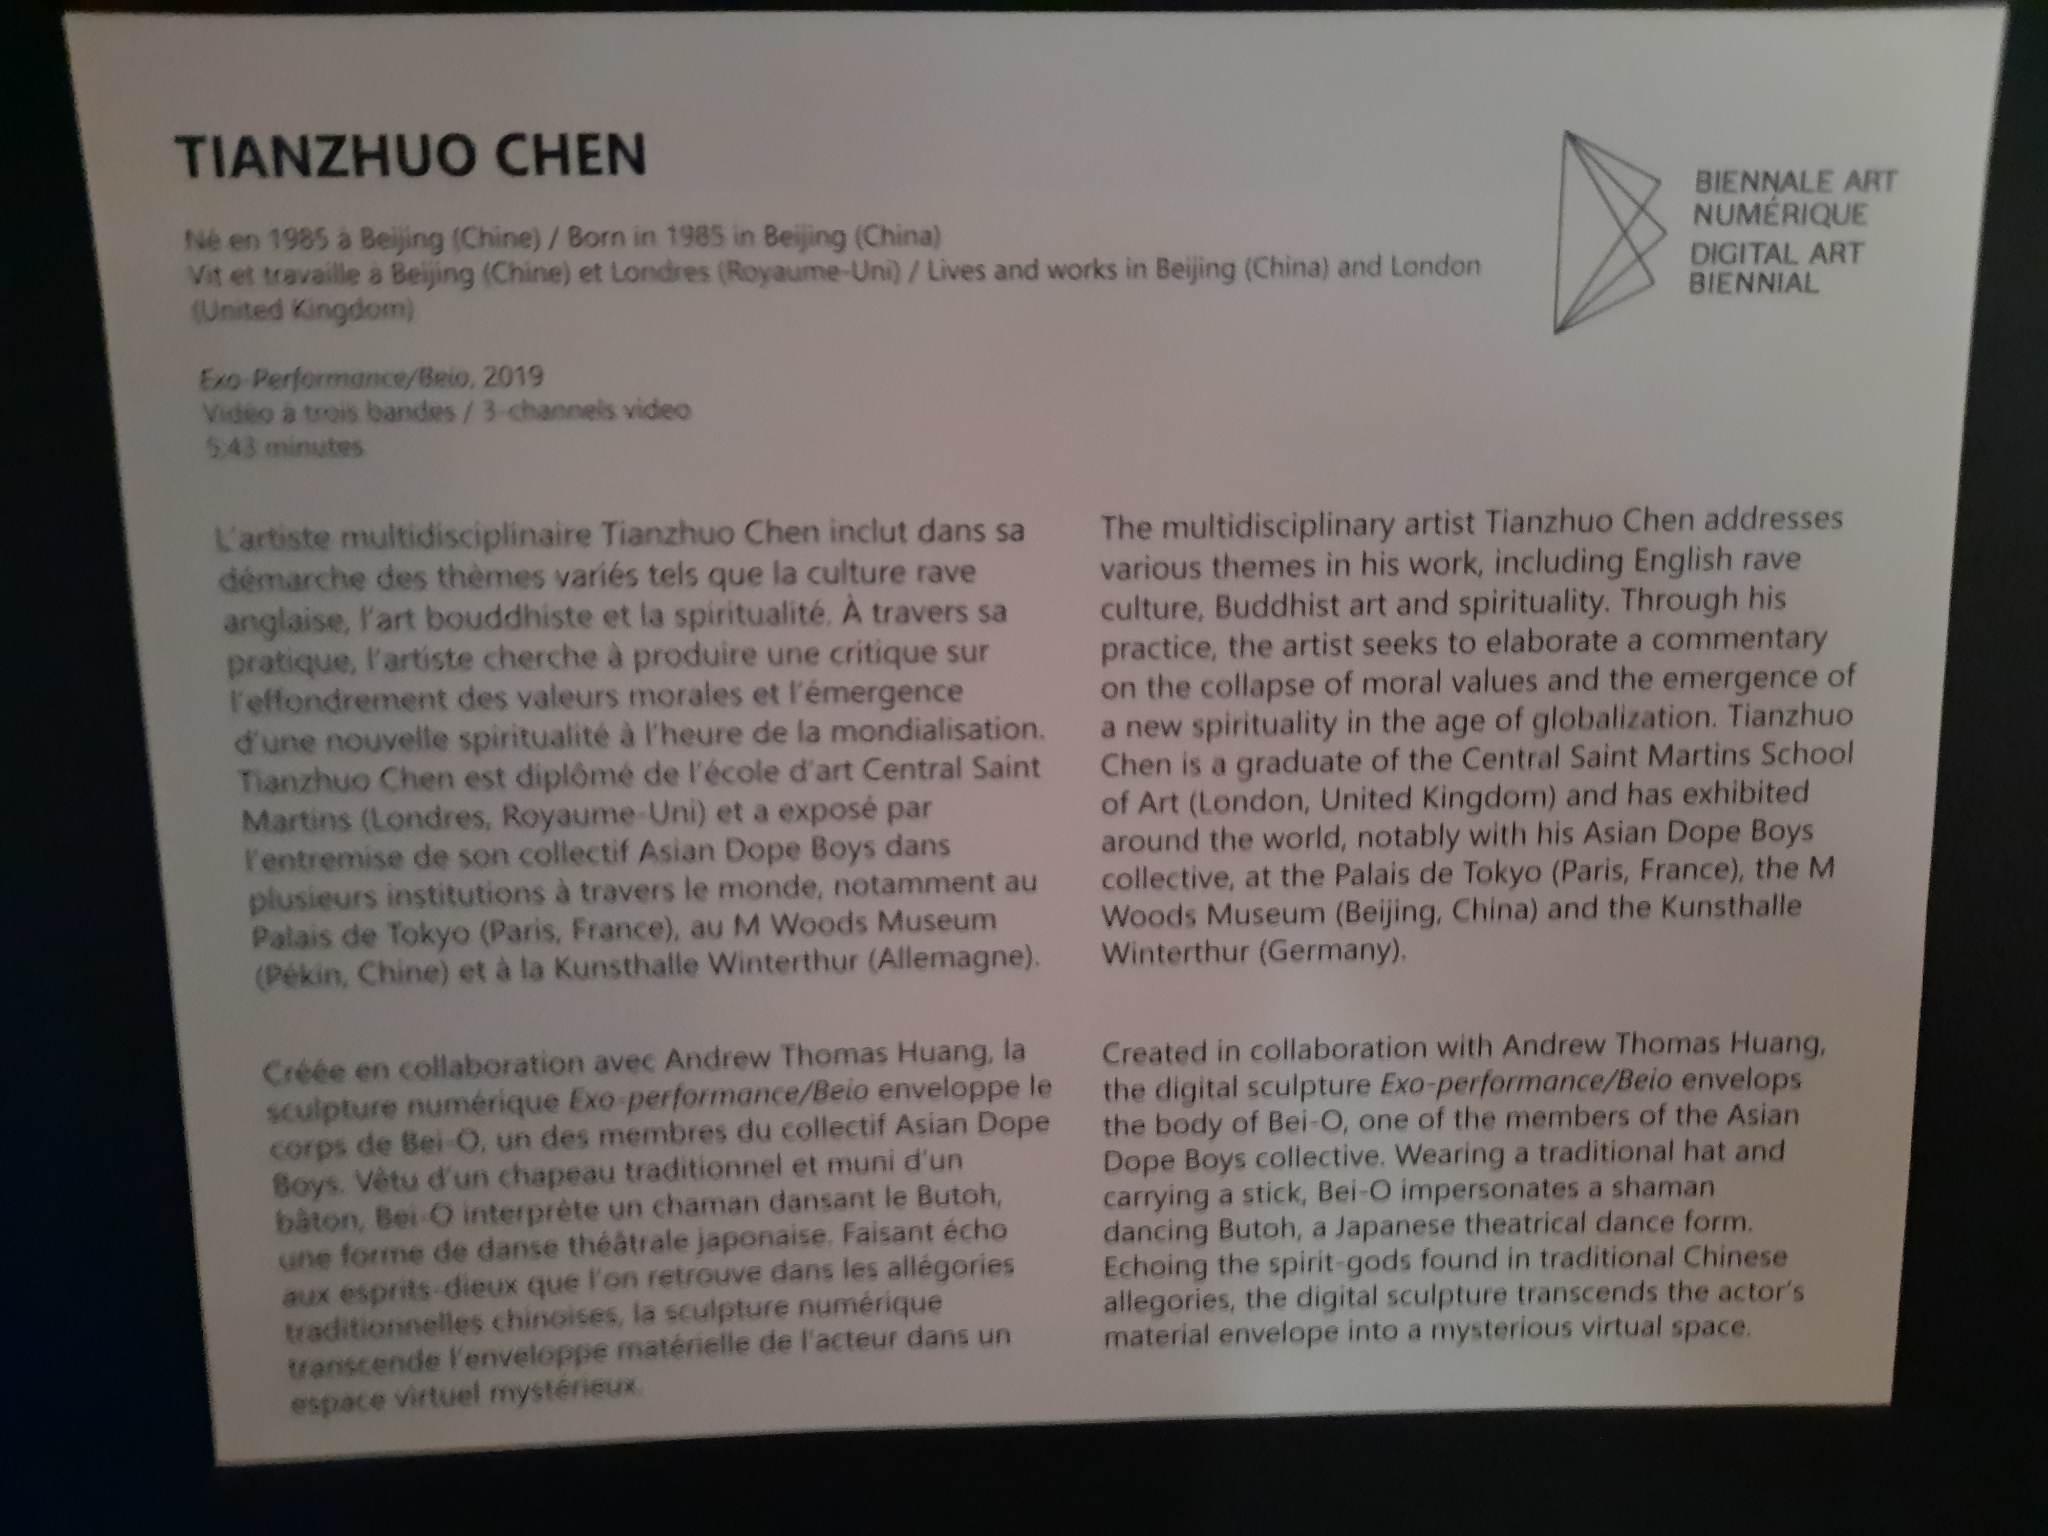 TIANZHUO CHEN
BIENNALE ART
NUMÉRIQUE
DIGITAL ART
BIENNIAL
Né en 1985 à Beijing (Chine) / Born in 1985 in Beijing (China)
Vit et travaille à Beijing (Chine) et Londres (Royaume-Uni) / Lives and works in Beijing (China) and London
(United Kingdom)
Exo-Performance/Beio, 2019
Vidéo à trois bandes / 3-channels video
5:43 minutes
L'artiste multidisciplinaire Tianzhuo Chen inclut dans sa
démarche des thèmes variés tels que la culture rave
anglaise, l'art bouddhiste et la spiritualité. À travers sa
pratique, l'artiste cherche à produire une critique sur
l'effondrement des valeurs morales et l'émergence
d'une nouvelle spiritualité à l'heure de la mondialisation.
Tianzhuo Chen est diplômé de l'école d'art Central Saint
Martins (Londres, Royaume-Uni) et a exposé par
l'entremise de son collectif Asian Dope Boys dans
plusieurs institutions à travers le monde, notamment au
Palais de Tokyo (Paris, France), au M Woods Museum
(Pékin, Chine) et à la Kunsthalle Winterthur (Allemagne).
Créée en collaboration avec Andrew Thomas Huang, la
sculpture numérique Exo-performance/Beio enveloppe le
corps de Bei-O, un des membres du collectif Asian Dope
Boys. Vêtu d'un chapeau traditionnel et muni d'un
bâton, Bei-O interprète un chaman dansant le Butoh,
une forme de danse théâtrale japonaise. Faisant écho
aux esprits-dieux que l'on retrouve dans les allégories
traditionnelles chinoises, la sculpture numérique
transcende l'enveloppe matérielle de l'acteur dans un
espace virtuel mystérieux.
The multidisciplinary artist Tianzhuo Chen addresses
various themes in his work, including English rave
culture, Buddhist art and spirituality. Through his
practice, the artist seeks to elaborate a commentary
on the collapse of moral values and the emergence of
a new spirituality in the age of globalization. Tianzhuo
Chen is a graduate of the Central Saint Martins School
of Art (London, United Kingdom) and has exhibited
around the world, notably with his Asian Dope Boys
collective, at the Palais de Tokyo (Paris, France), the M
Woods Museum (Beijing, China) and the Kunsthalle
Winterthur (Germany).
Created in collaboration with Andrew Thomas Huang,
the digital sculpture Exo-performance/Beio envelops
the body of Bei-O, one of the members of the Asian
Dope Boys collective. Wearing a traditional hat and
carrying a stick, Bei-O impersonates a shaman
dancing Butoh, a Japanese theatrical dance form.
Echoing the spirit-gods found in traditional Chinese
allegories, the digital sculpture transcends the actor's
material envelope into a mysterious virtual space.